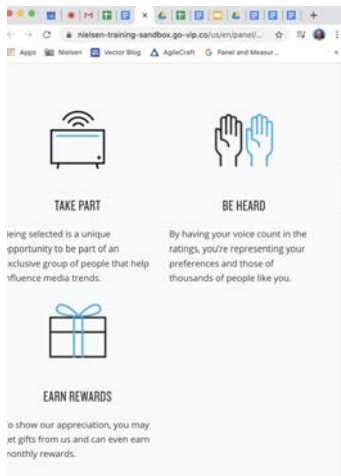 nielsen-training-sandbox.go-vip.co/us/en/panel/...
Apps
Nielsen
Vector Blog
AgileCraft
Panel and Measur...
TAKE PART
eing selected is a unique
pportunity to be part of an
xclusive group of people that help
nfluence media trends.
BE HEARD
By having your voice count in the
ratings, you're representing your
preferences and those of
thousands of people like you.
EARN REWARDS
o show our appreciation, you may
et gifts from us and can even earn
monthly rewards.